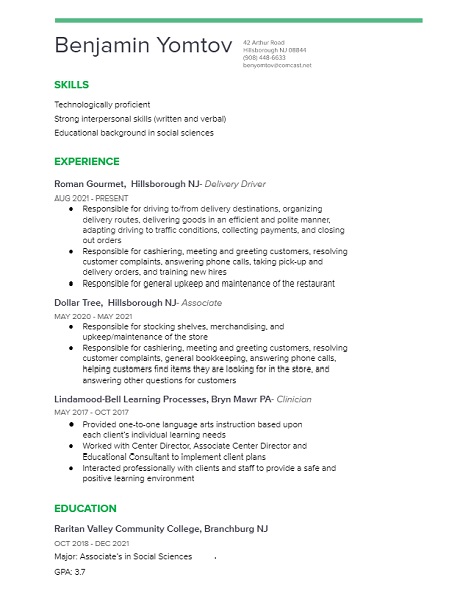 Benjamin Yomtov
42 Arthur Road
Hillsborough NJ 08844
(908) 448-6633
benyomtov@comcast.net
SKILLS
Technologically proficient
Strong interpersonal skills (written and verbal)
Educational background in social sciences
EXPERIENCE
Roman Gourmet, Hillsborough NJ- Delivery Driver
AUG 2021 - PRESENT
● Responsible for driving to/from delivery destinations, organizing
delivery routes, delivering goods in an efficient and polite manner,
adapting driving to traffic conditions, collecting payments, and closing
out orders
● Responsible for cashiering, meeting and greeting customers, resolving
customer complaints, answering phone calls, taking pick-up and
delivery orders, and training new hires
● Responsible for general upkeep and maintenance of the restaurant
Dollar Tree, Hillsborough NJ- Associate
MAY 2020 - MAY 2021
● Responsible for stocking shelves, merchandising, and
upkeep/maintenance of the store
● Responsible for cashiering, meeting and greeting customers, resolving
customer complaints, general bookkeeping, answering phone calls,
helping customers find items they are looking for in the store, and
answering other questions for customers
Lindamood-Bell Learning Processes, Bryn Mawr PA- Clinician
MAY 2017 - OCT 2017
● Provided one-to-one language arts instruction based upon
each client's individual learning needs
● Worked with Center Director, Associate Center Director and
Educational Consultant to implement client plans
● Interacted professionally with clients and staff to provide a safe and
positive learning environment
EDUCATION
Raritan Valley Community College, Branchburg NJ
OCT 2018 - DEC 2021
Major: Associate's in Social Sciences
GPA: 3.7